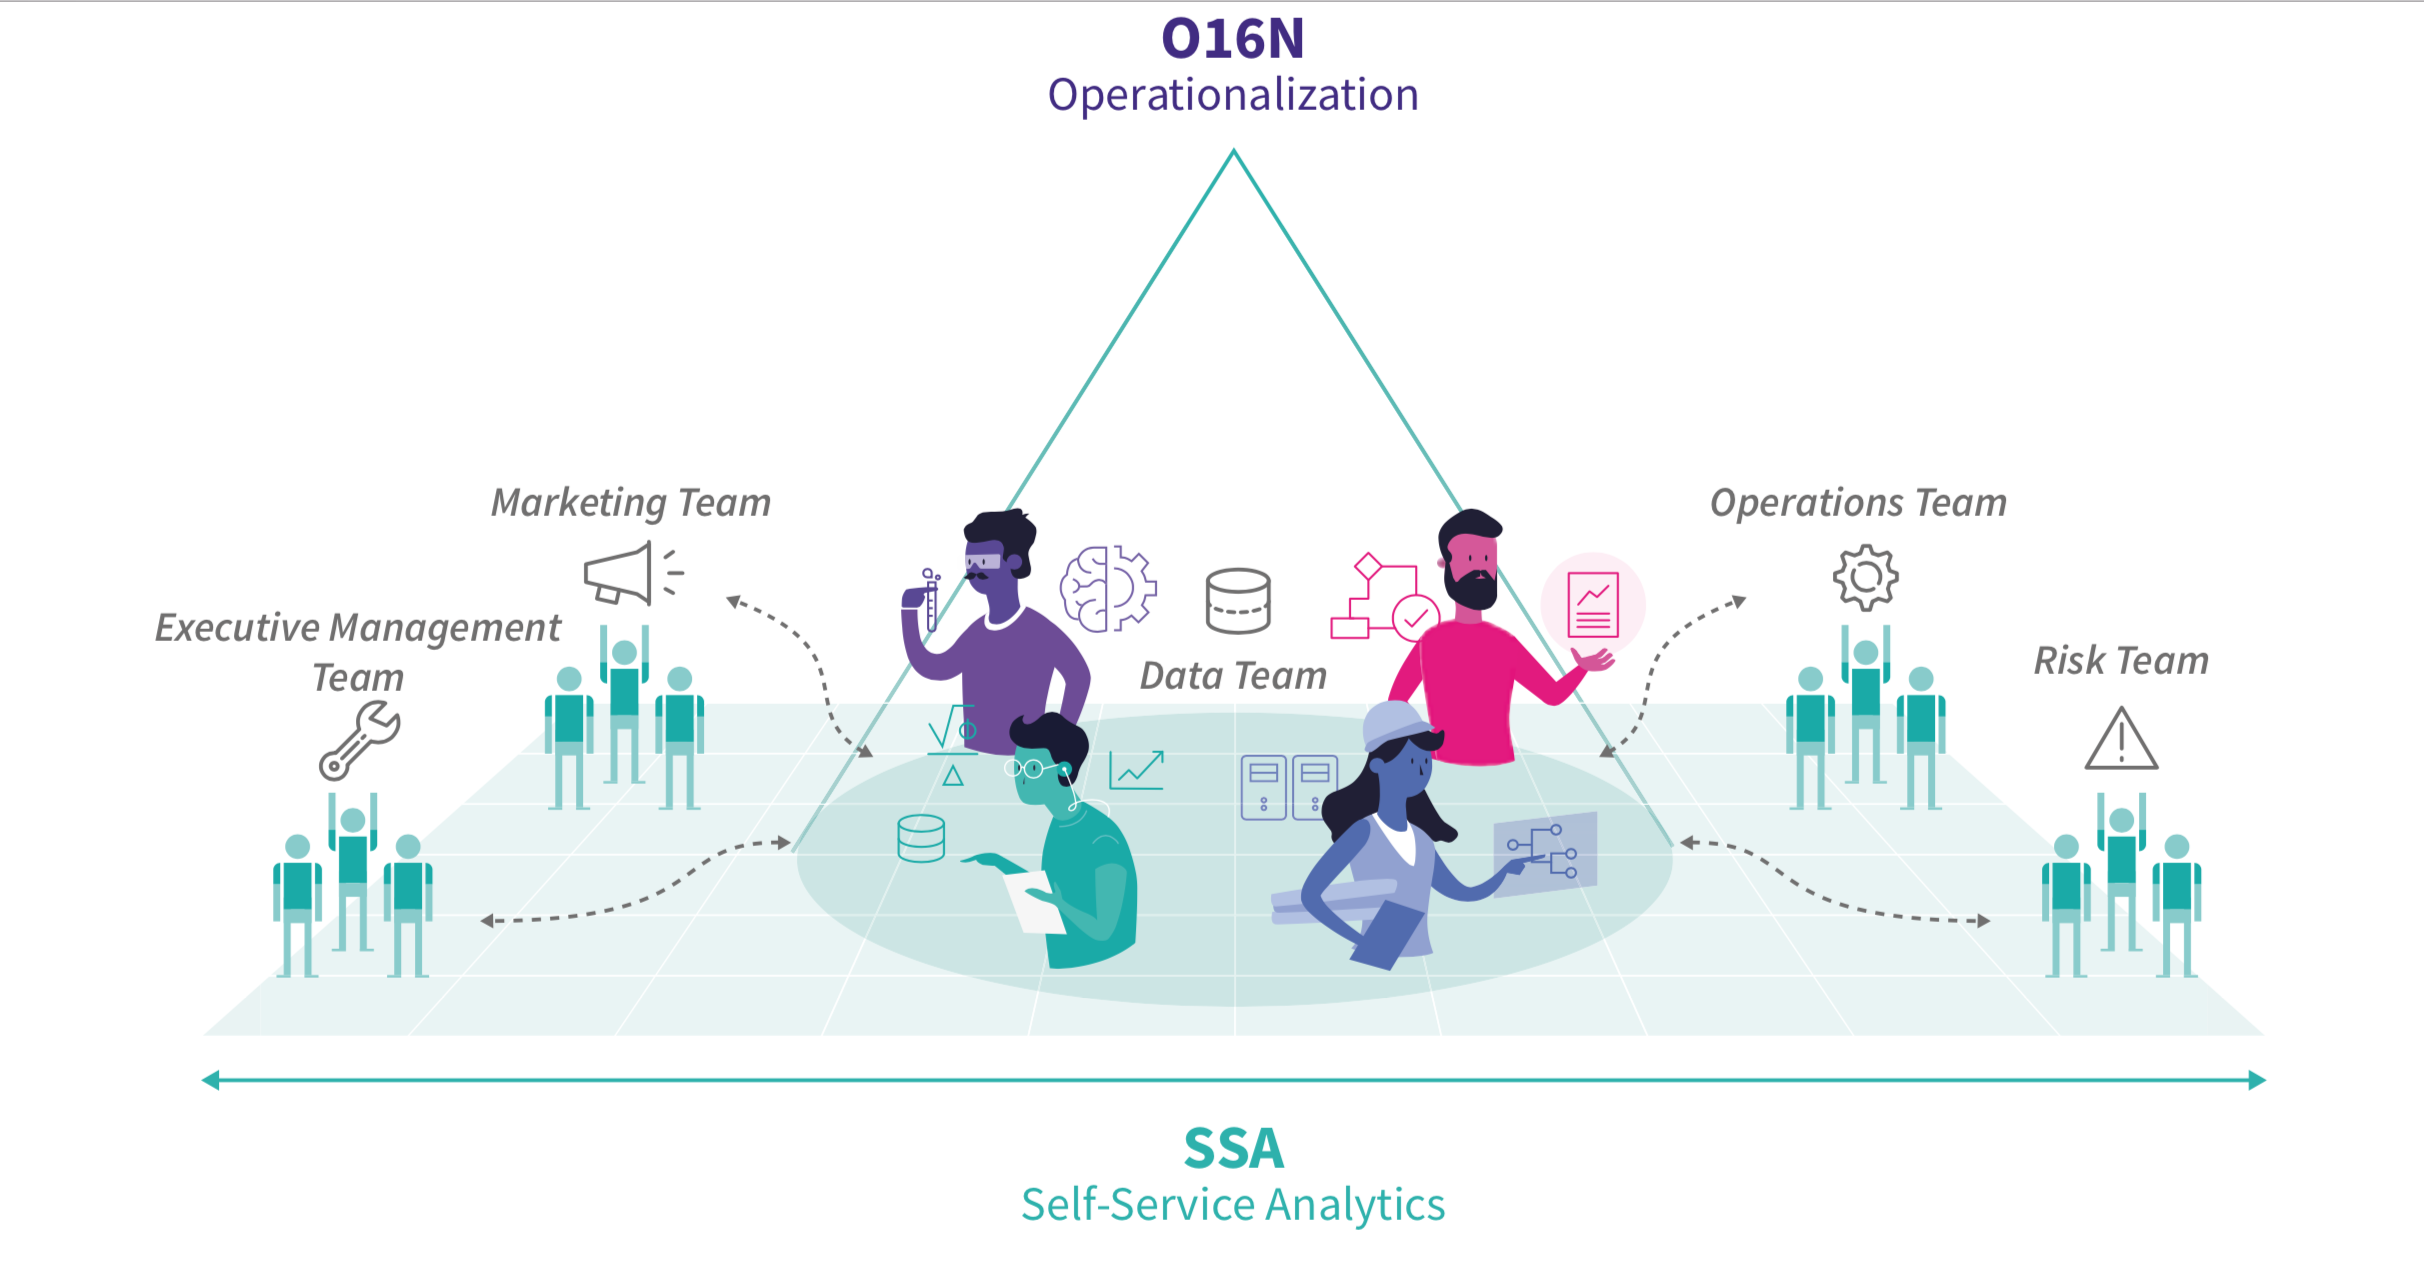 O16N
Operationalization
Marketing Team
Operations Team
Executive Management
Team
Risk Team
Data Team
SSA
Self-Service Analytics